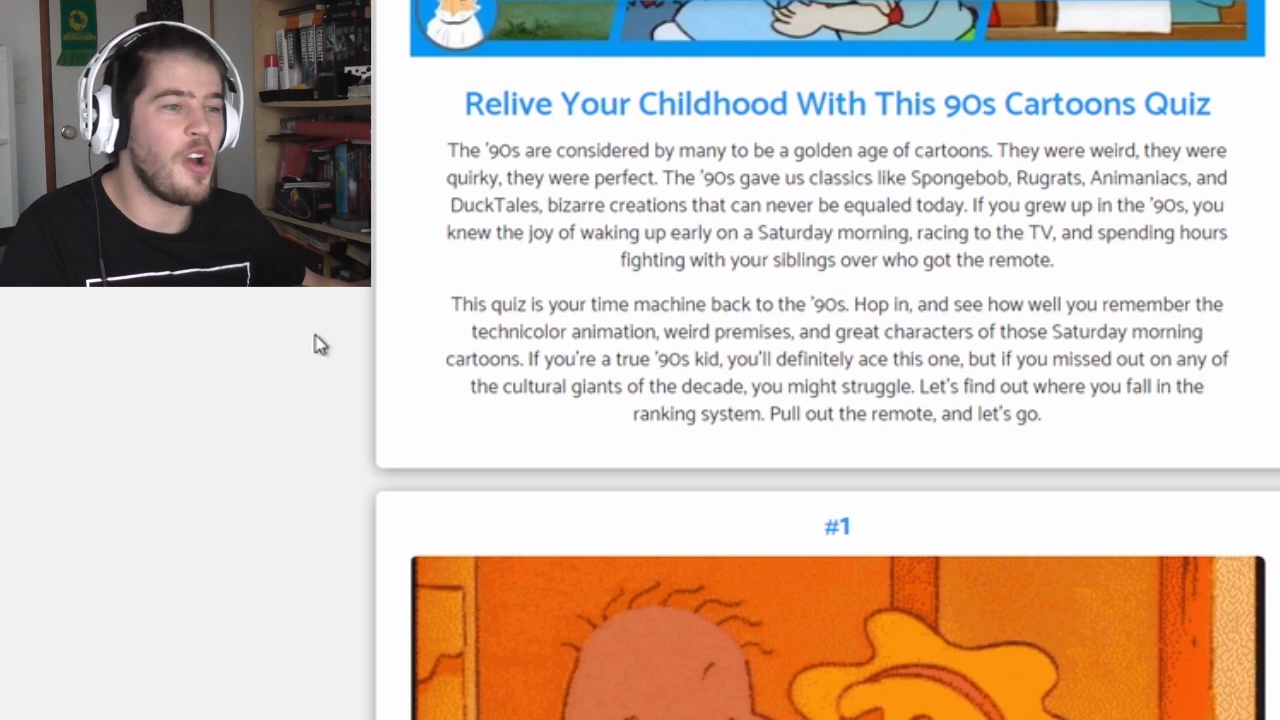 Relive Your Childhood With This 90s Cartoons Quiz
The '90s are considered by many to be a golden age of cartoons. They were weird, they were
quirky, they were perfect. The '90s gave us classics like Spongebob, Rugrats, Animaniacs, and
DuckTales, bizarre creations that can never be equaled today. If you grew up in the '90s, you
knew the joy of waking up early on a Saturday morning, racing to the TV, and spending hours
fighting with your siblings over who got the remote.
This quiz is your time machine back to the '90s. Hop in, and see how well you remember the
technicolor animation, weird premises, and great characters of those Saturday morning
cartoons. If you're a true '90s kid, you'll definitely ace this one, but if you missed out on any of
the cultural giants of the decade, you might struggle. Let's find out where you fall in the
ranking system. Pull out the remote, and let's go.
#1